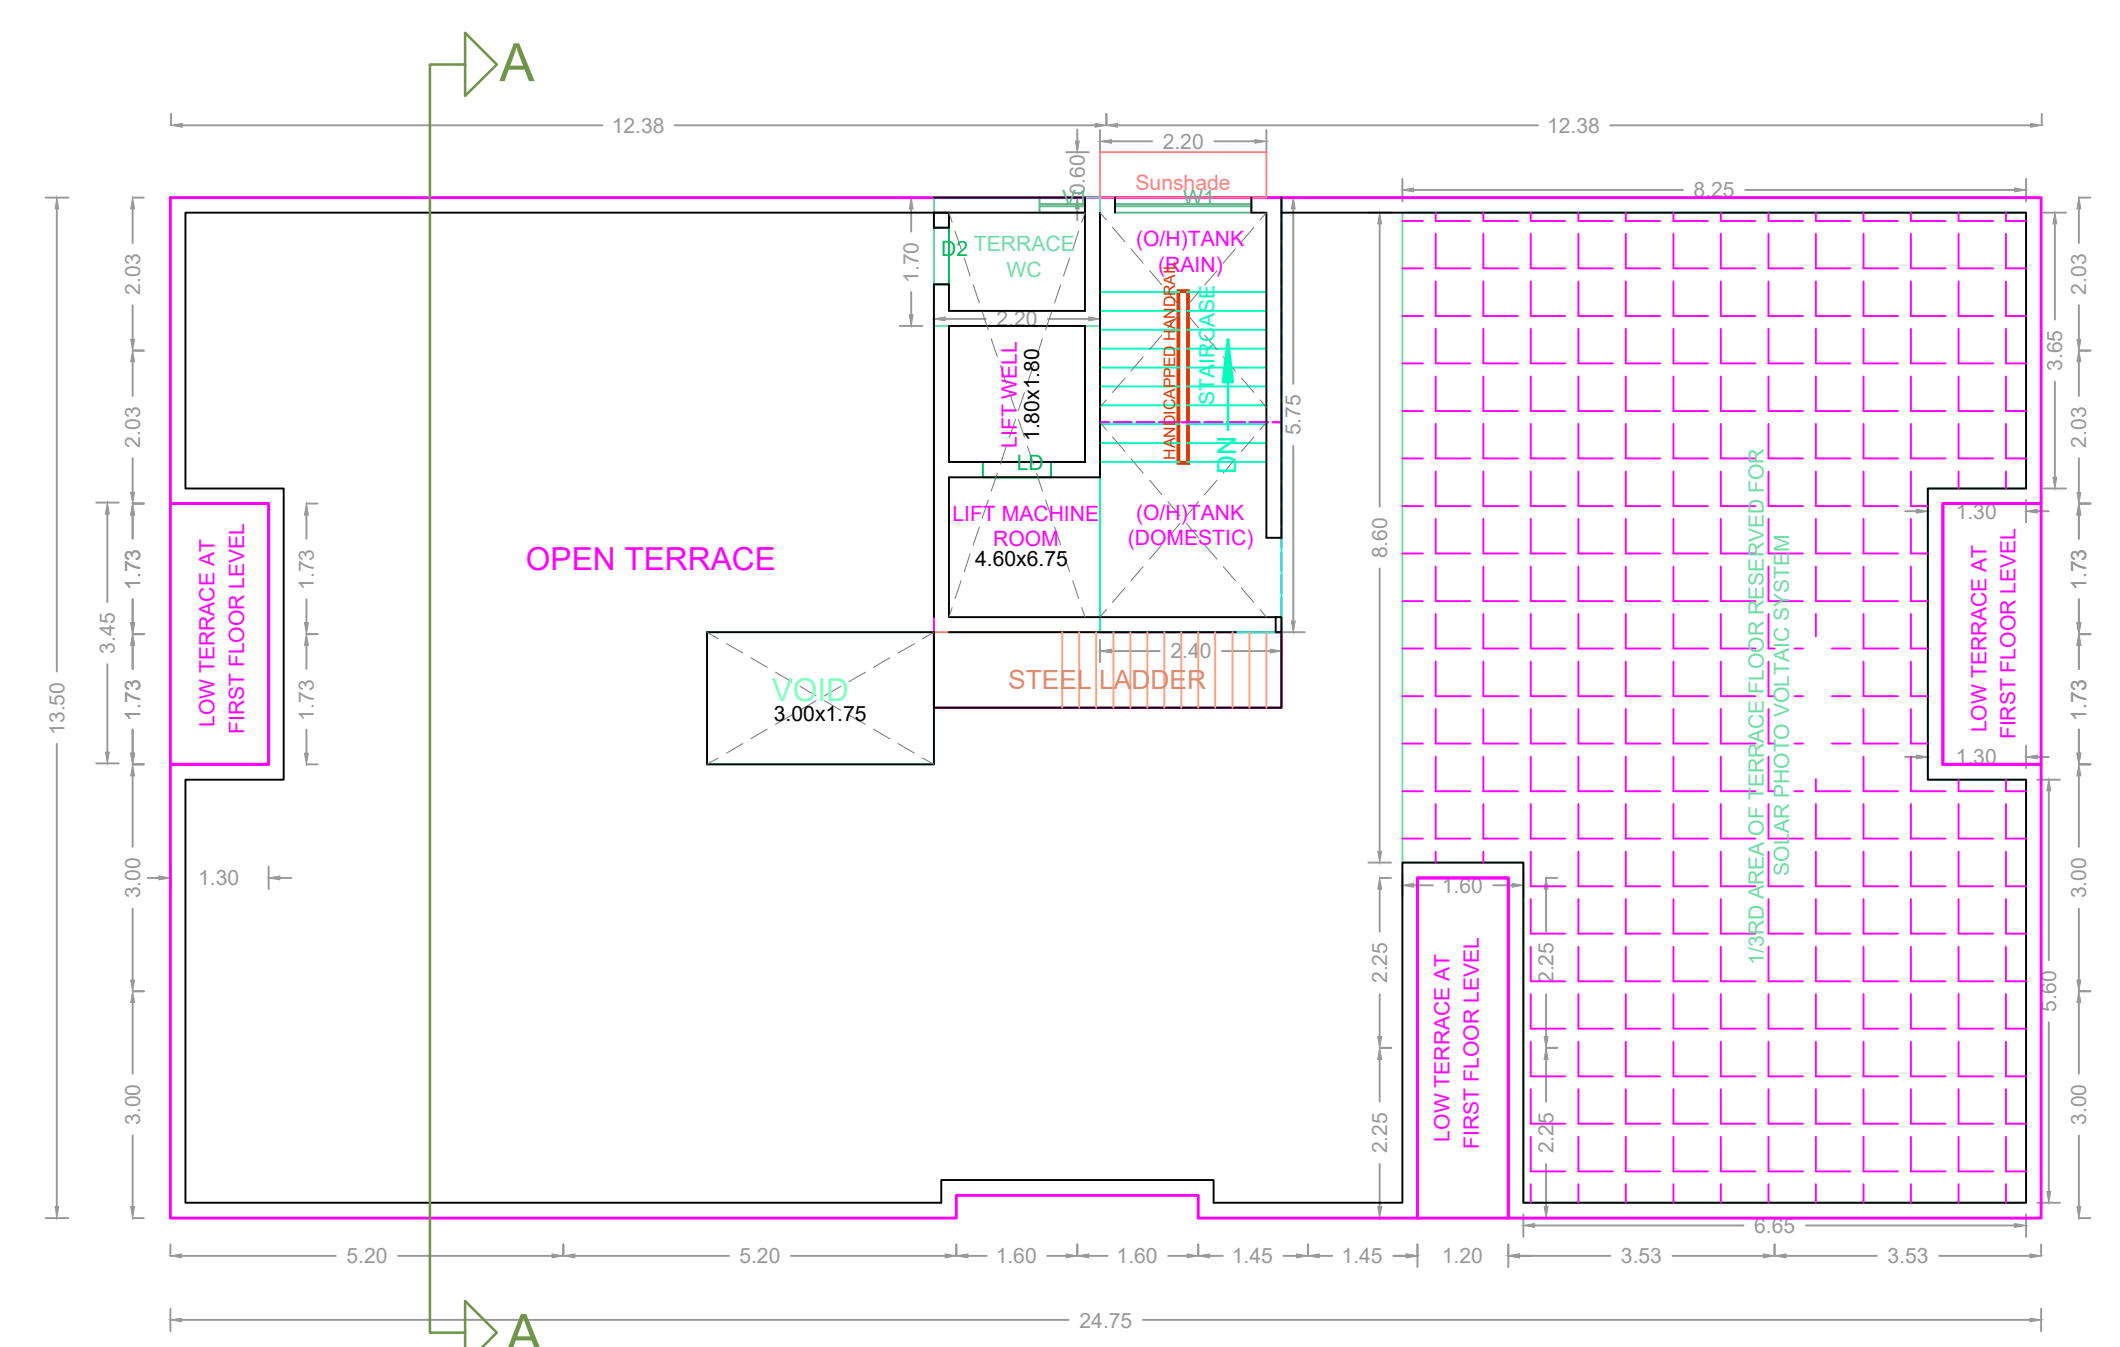 A
12.38
12.38
2.20
0.60
Sunshade
W1
8.25
1.70
D2
TERRACE
WC
(O/H)TANK
(RAIN)
2.03
2.03
2.20
LIFT WELL
1.80x1.80
HANDICAPPED HANDRAIL
STAIRCASE
DN
5.75
3.65
2.03
2.03
LD
LIFT MACHINE
ROOM
4.60x6.75
(O/H)TANK
(DOMESTIC)
8.60
1.30
OPEN TERRACE
LOW TERRACE AT
FIRST FLOOR LEVEL
1.73
1.73
3.45
1.73
1.73
13.50
1/3RD AREA OF TERRACE FLOOR RESERVED FOR
SOLAR PHOTO VOLTAIC SYSTEM
LOW TERRACE AT
FIRST FLOOR LEVEL
1.73
1.73
2.40
STEEL LADDER
VOID
3.00x1.75
1.30
3.00
1.30
1.60
3.00
2.25
2.25
LOW TERRACE AT
FIRST FLOOR LEVEL
5.60
3.00
2.25
2.25
3.00
6.65
5.20
5.20
1.60
1.60
1.45
1.45
1.20
3.53
3.53
24.75
A